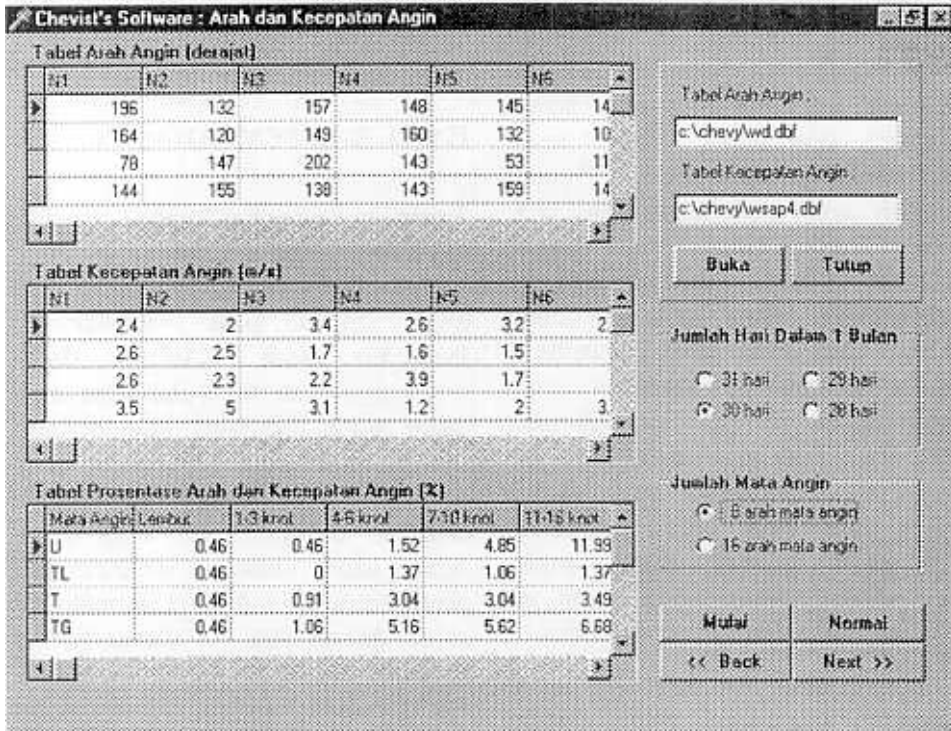 Chevist's Software : Arah dan Kecepatan Angin
Tabel Arah Angin (derajat)
N1 N2 N3 N4 N5 N6
196 132 157 148 145 14
164 120 149 160 132 10
78 147 202 143 53 11
144 155 138 143 159 14
Tabel Kecepatan Angin (m/s)
N1 N2 N3 N4 N5 N6
2.4 2 3.4 2.6 3.2 2.
2.6 2.5 1.7 1.6 1.5
2.6 2.3 2.2 3.9 1.7
3.5 5 3.1 1.2 2 3.
Tabel Prosentase Arah dan Kecepatan Angin (%)
Mata Angin Lembut 1-3 knot 4-6 knot 7-10 knot 11-16 knot
U 0.46 0.46 1.52 4.85 11.99
TL 0.46 0 1.37 1.06 1.37
T 0.46 0.91 3.04 3.04 3.49
TG 0.46 1.06 5.16 5.62 6.68
Tabel Arah Angin :
c:\chevy\wd.dbf
Tabel Kecepatan Angin
c:\chevy\wsap4.dbf
Buka Tutup
Jumlah Hari Dalam 1 Bulan
31 hari 29 hari
30 hari 28 hari
Jumlah Mata Angin
8 arah mata angin
16 arah mata angin
Mulai Normal
<< Back Next >>